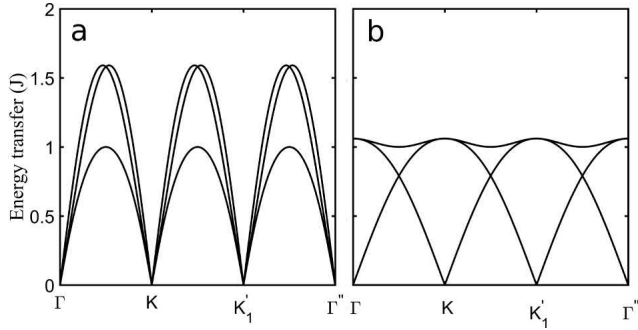 a
b
Energy transfer (J)
2
1.5
1
0.5
0
Γ K K'₁ Γ"
Γ K K'₁ Γ"